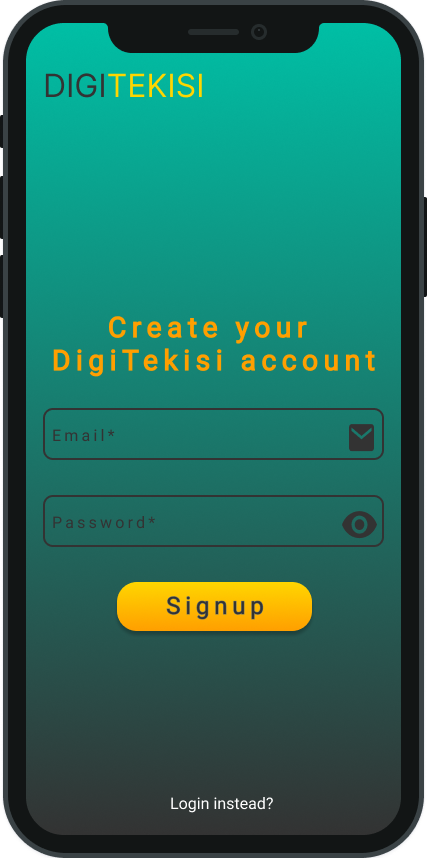 DIGITEKISI
Create your
DigiTekisi account
Email*
Password*
Signup
Login instead?